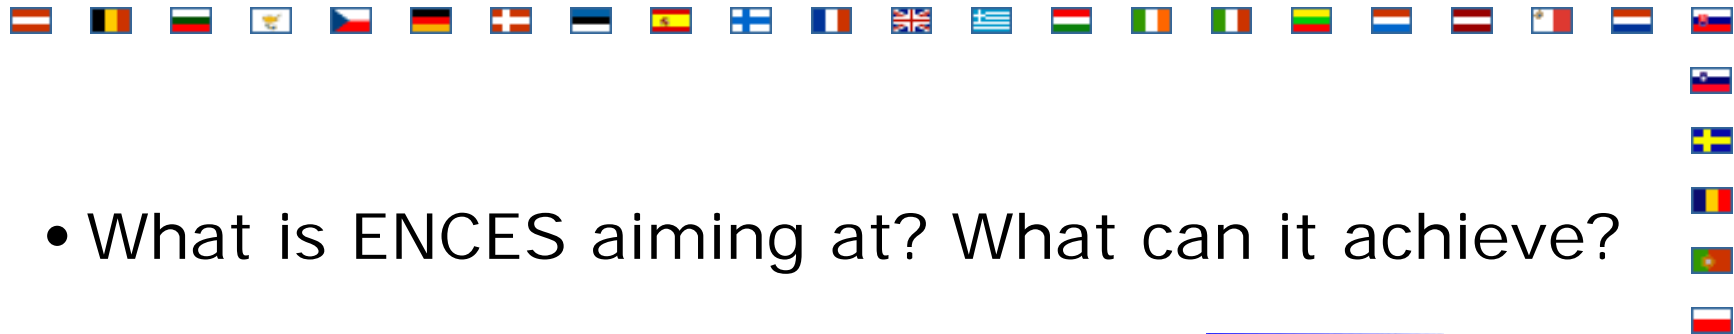 • What is ENCES aiming at? What can it achieve?